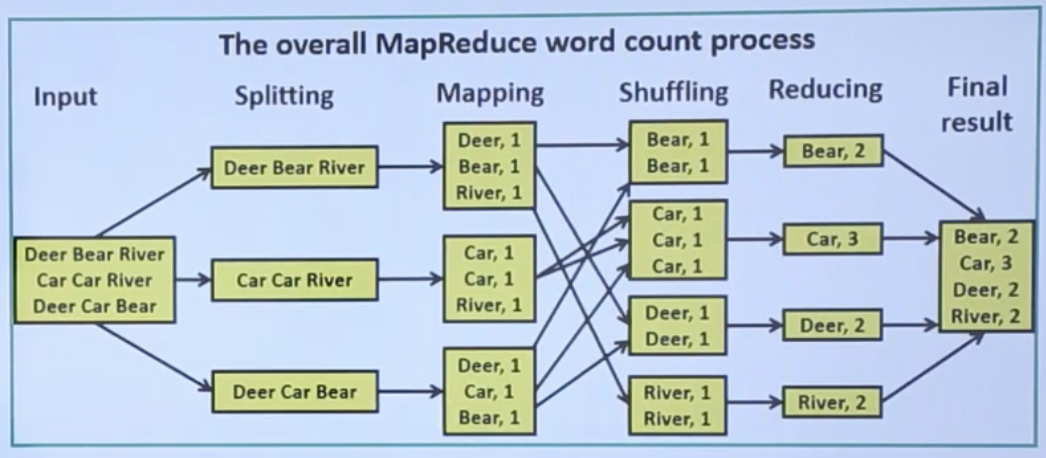 The overall MapReduce word count process
Input
Splitting
Mapping
Shuffling
Reducing
Final
result
Deer Bear River
Car Car River
Deer Car Bear
Deer Bear River
Car Car River
Deer Car Bear
Deer, 1
Bear, 1
River, 1
Car, 1
Car, 1
River, 1
Deer, 1
Car, 1
Bear, 1
Bear, 1
Bear, 1
Car, 1
Car, 1
Car, 1
Deer, 1
Deer, 1
River, 1
River, 1
Bear, 2
Car, 3
Deer, 2
River, 2
Bear, 2
Car, 3
Deer, 2
River, 2